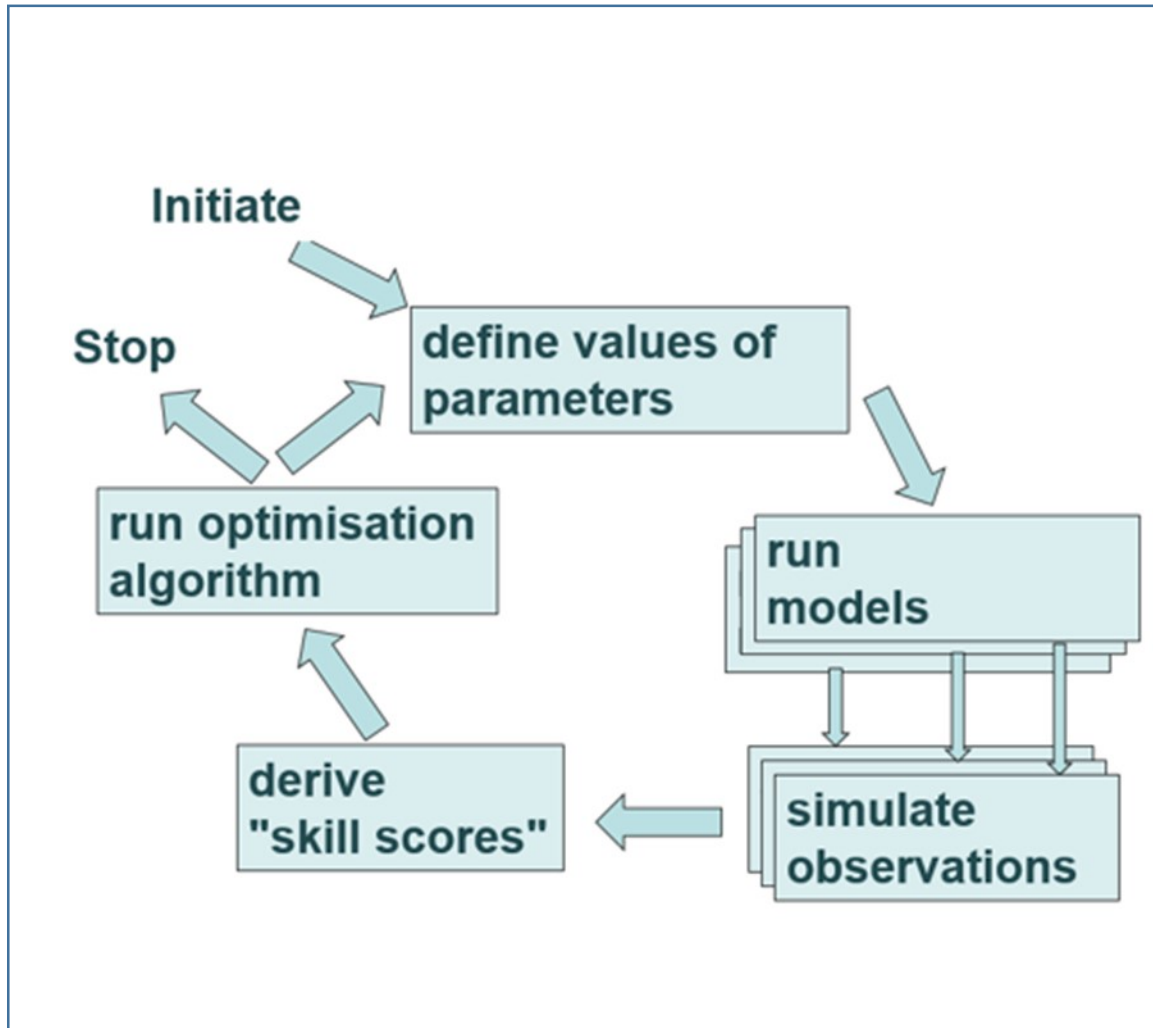 Initiate
Stop
define values of
parameters
run optimisation
algorithm
run
models
derive
"skill scores"
simulate
observations